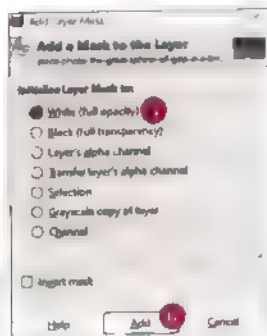 Add Layer Mask
Add a Mask to the Layer
Initialise Layer Mask to:
White (full opacity)
Black (full transparency)
Layer's alpha channel
Transfer layer's alpha channel
Selection
Grayscale copy of layer
Channel
Invert mask
Help
Add
Cancel